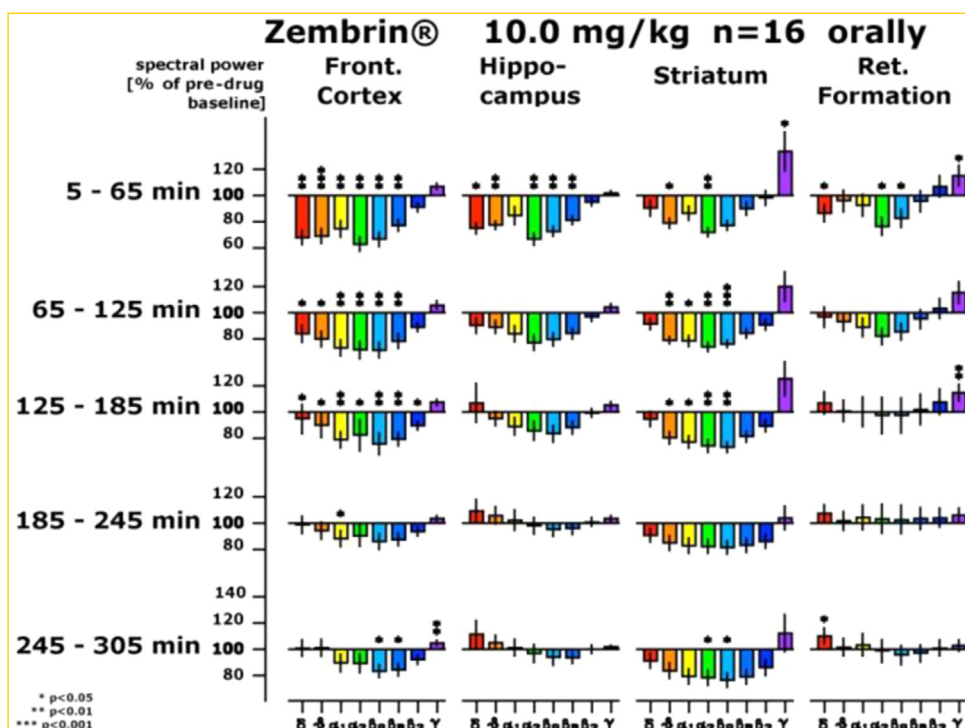 Zembrin® 10.0 mg/kg n=16 orally
spectral power
[% of pre-drug
baseline]
Front.
Cortex
Hippo-
campus
Striatum
Ret.
Formation
5 - 65 min
120
100
80
60
65 - 125 min
120
100
80
125 - 185 min
120
100
80
185 - 245 min
120
100
80
245 - 305 min
140
120
100
80
* p<0.05
** p<0.01
*** p<0.001